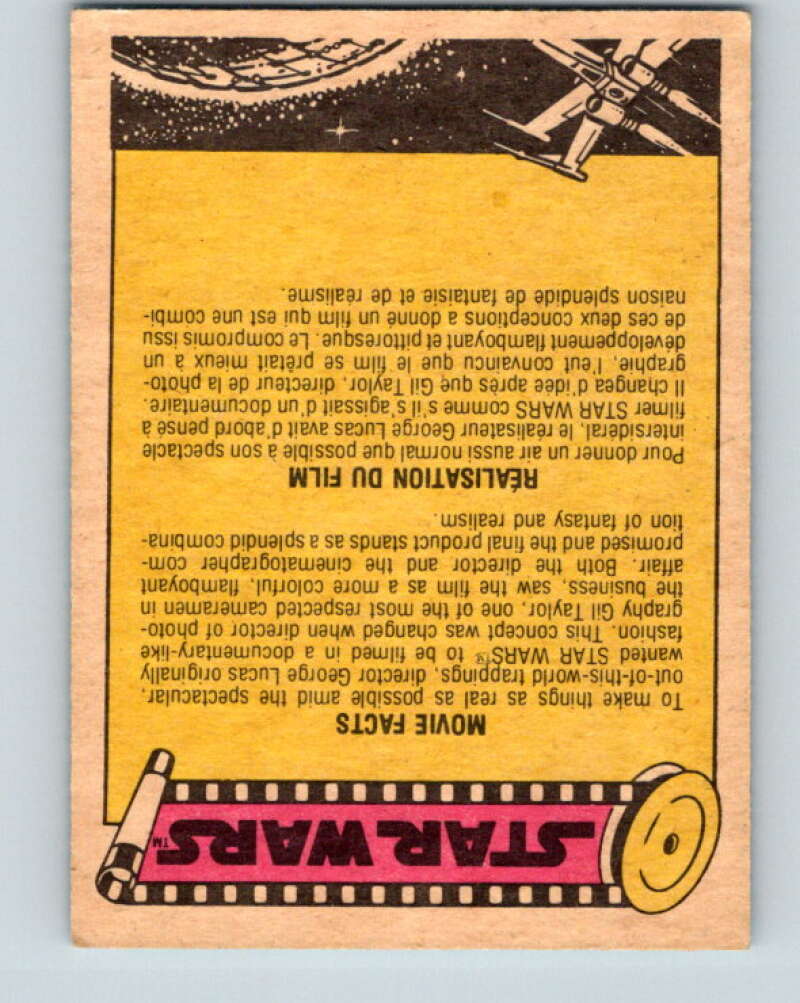 STAR WARS™
MOVIE FACTS
To make things as real as possible amid the spectacular,
out-of-this-world trappings, director George Lucas originally
wanted STAR WARS™ to be filmed in a documentary-like
fashion. This concept was changed when director of photo-
graphy Gil Taylor, one of the most respected cameramen in
the business, saw the film as a more colorful, flamboyant
affair. Both the director and the cinematographer com-
promised and the final product stands as a splendid combina-
tion of fantasy and realism.
RÉALISATION DU FILM
Pour donner un air aussi normal que possible à son spectacle
intersidéral, le réalisateur George Lucas avait d'abord pensé à
filmer STAR WARS comme s'il s'agissait d'un documentaire.
Il changea d'idée après que Gil Taylor, directeur de la photo-
graphie, l'eut convaincu que le film se prêtait mieux à un
développement flamboyant et pittoresque. Le compromis issu
de ces deux conceptions a donné un film qui est une combi-
naison splendide de fantaisie et de réalisme.